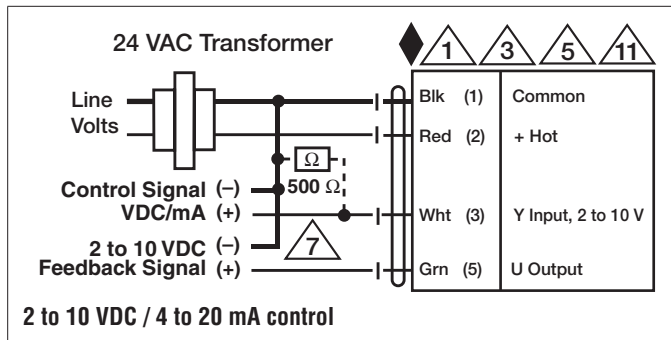 24 VAC Transformer
1 3 5 11
Line
Volts
Blk (1) Common
Red (2) + Hot
Ω
500 Ω
Control Signal (–)
VDC/mA (+)
Wht (3) Y Input, 2 to 10 V
7
2 to 10 VDC (–)
Feedback Signal (+)
Grn (5) U Output
2 to 10 VDC / 4 to 20 mA control